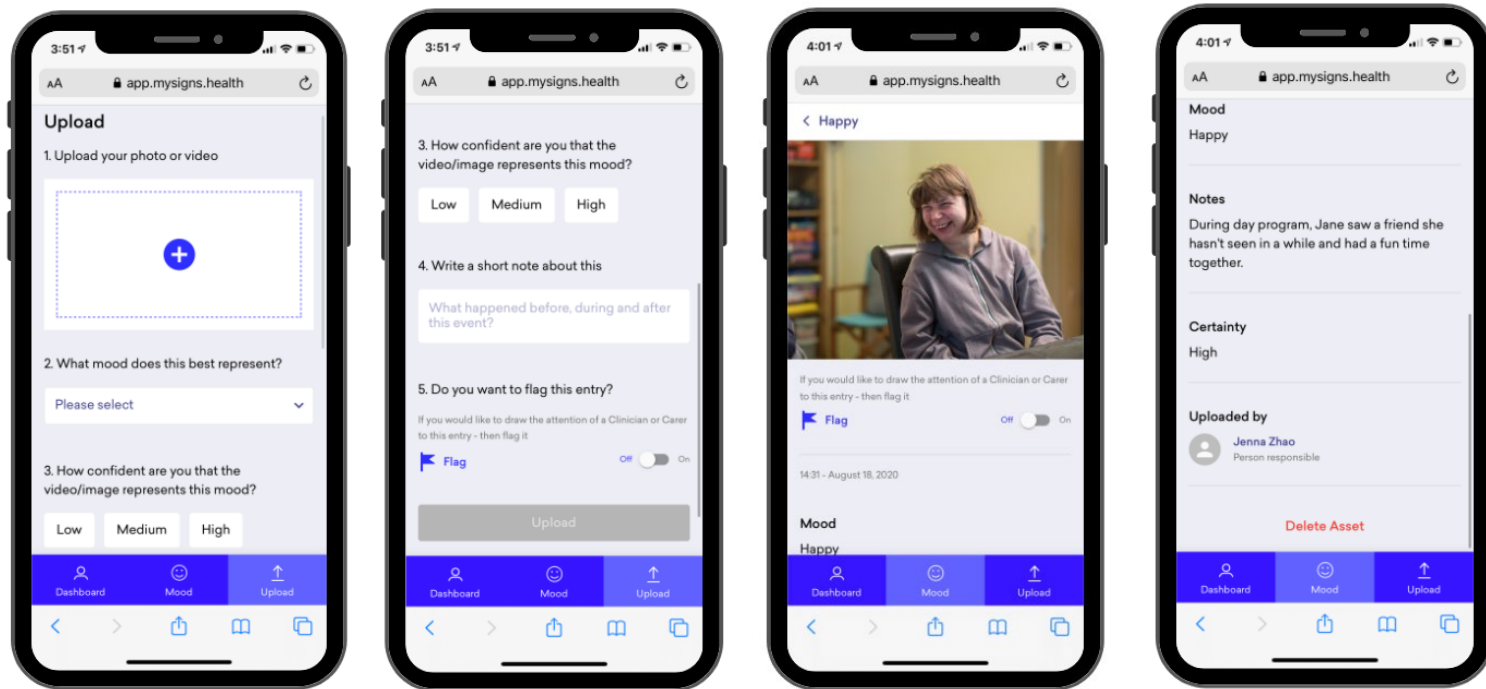 3:51
AA app.mysigns.health
Upload
1. Upload your photo or video
2. What mood does this best represent?
Please select
3. How confident are you that the
video/image represents this mood?
Low Medium High
Dashboard Mood Upload
3:51
AA app.mysigns.health
3. How confident are you that the
video/image represents this mood?
Low Medium High
4. Write a short note about this
What happened before, during and after
this event?
5. Do you want to flag this entry?
If you would like to draw the attention of a Clinician or Carer
to this entry - then flag it
Flag Off On
Upload
Dashboard Mood Upload
4:01
AA app.mysigns.health
Happy
If you would like to draw the attention of a Clinician or Carer
to this entry - then flag it
Flag Off On
14:31 - August 18, 2020
Mood
Happy
Dashboard Mood Upload
4:01
AA app.mysigns.health
Mood
Happy
Notes
During day program, Jane saw a friend she
hasn't seen in a while and had a fun time
together.
Certainty
High
Uploaded by
Jenna Zhao
Person responsible
Delete Asset
Dashboard Mood Upload